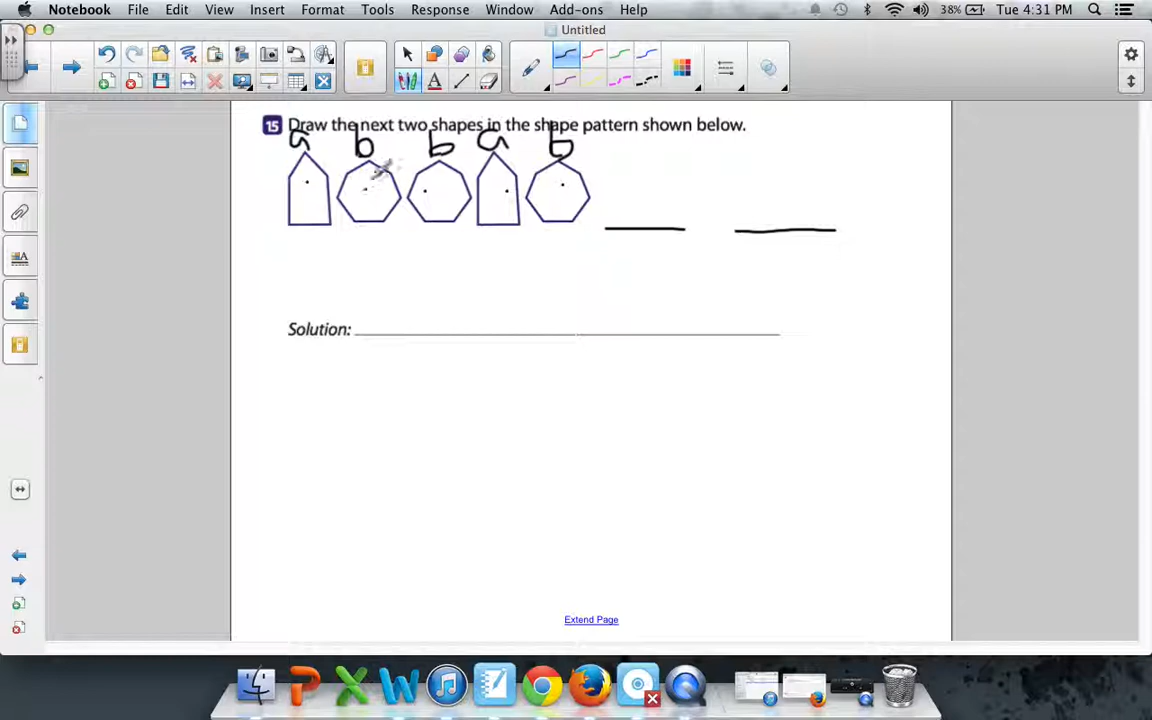 Notebook File Edit View Insert Format Tools Response Window Add-ons Help 38% Tue 4:31 PM
Untitled
A
15 Draw the next two shapes in the shape pattern shown below.
a b b a b
Solution:
Extend Page
P X W